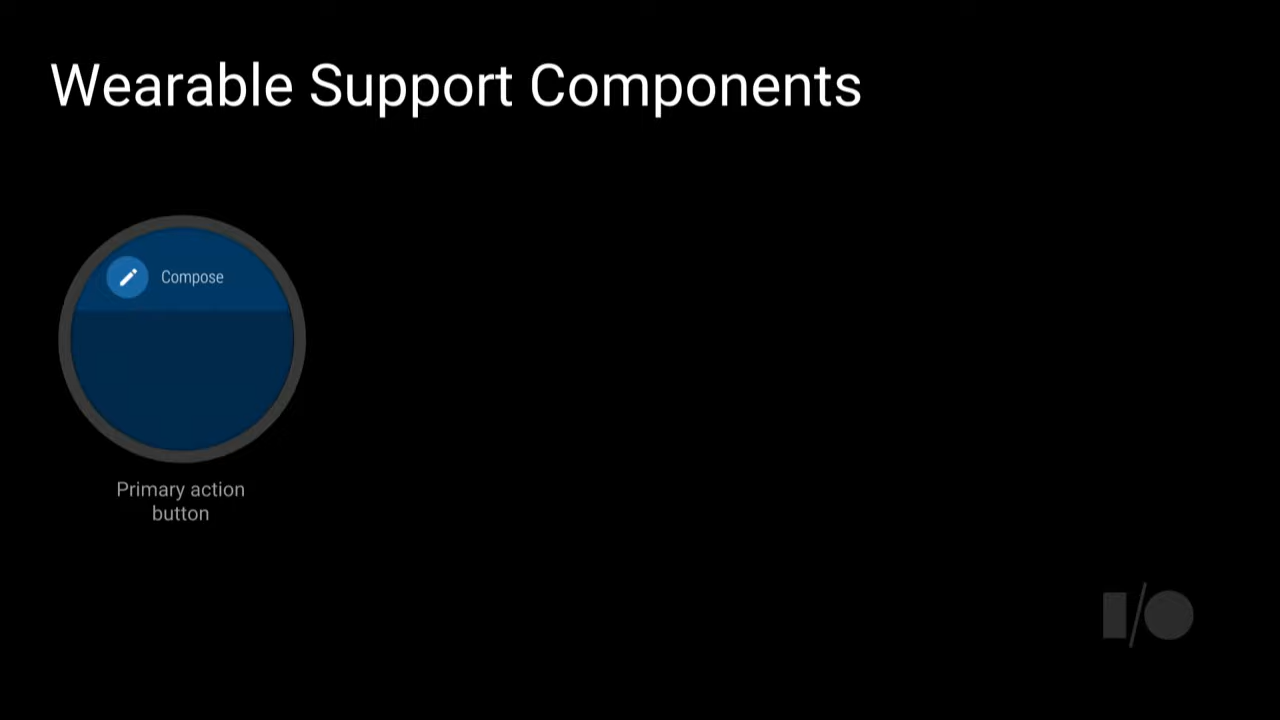 Wearable Support Components
Compose
Primary action
button
I/O